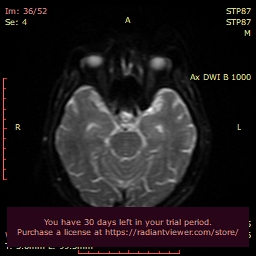 Im: 36/52
Se: 4
A
STP87
STP87
M
Ax DWI B 1000
R
L
You have 30 days left in your trial period.
Purchase a license at https://radiantviewer.com/store/